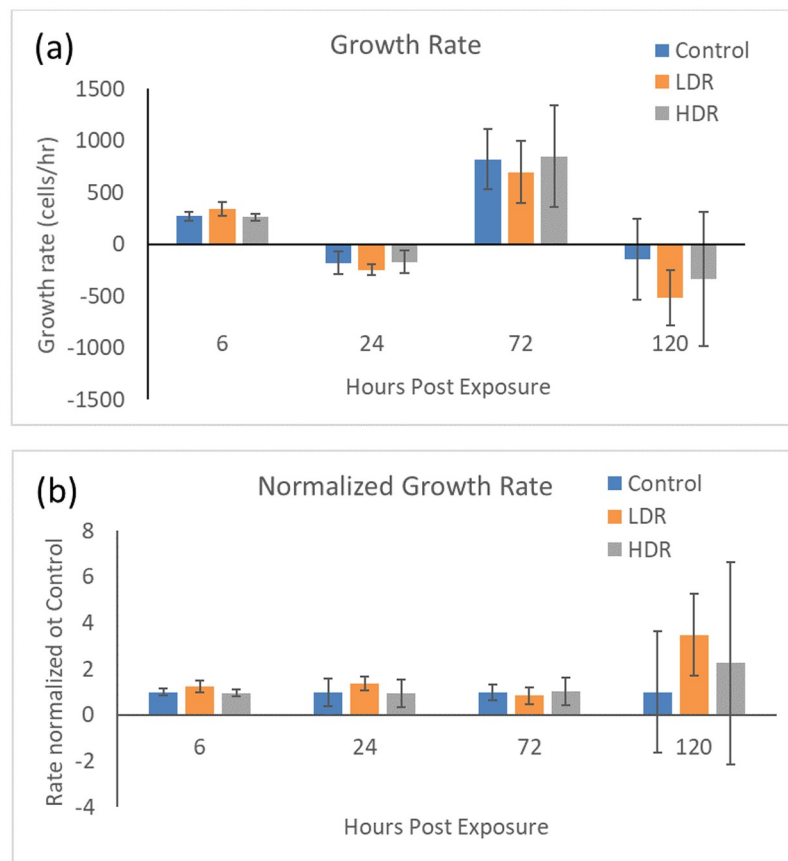 (a)
Growth Rate
Control
LDR
HDR
Growth rate (cells/hr)
1500
1000
500
0
-500
-1000
-1500
6 24 72 120
Hours Post Exposure
(b)
Normalized Growth Rate
Control
LDR
HDR
Rate normalized ot Control
8
6
4
2
0
-2
-4
6 24 72 120
Hours Post Exposure